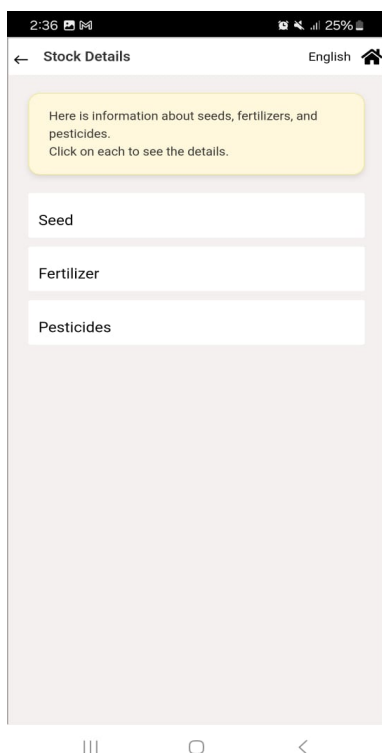 2:36 25%
Stock Details English
Here is information about seeds, fertilizers, and
pesticides.
Click on each to see the details.
Seed
Fertilizer
Pesticides